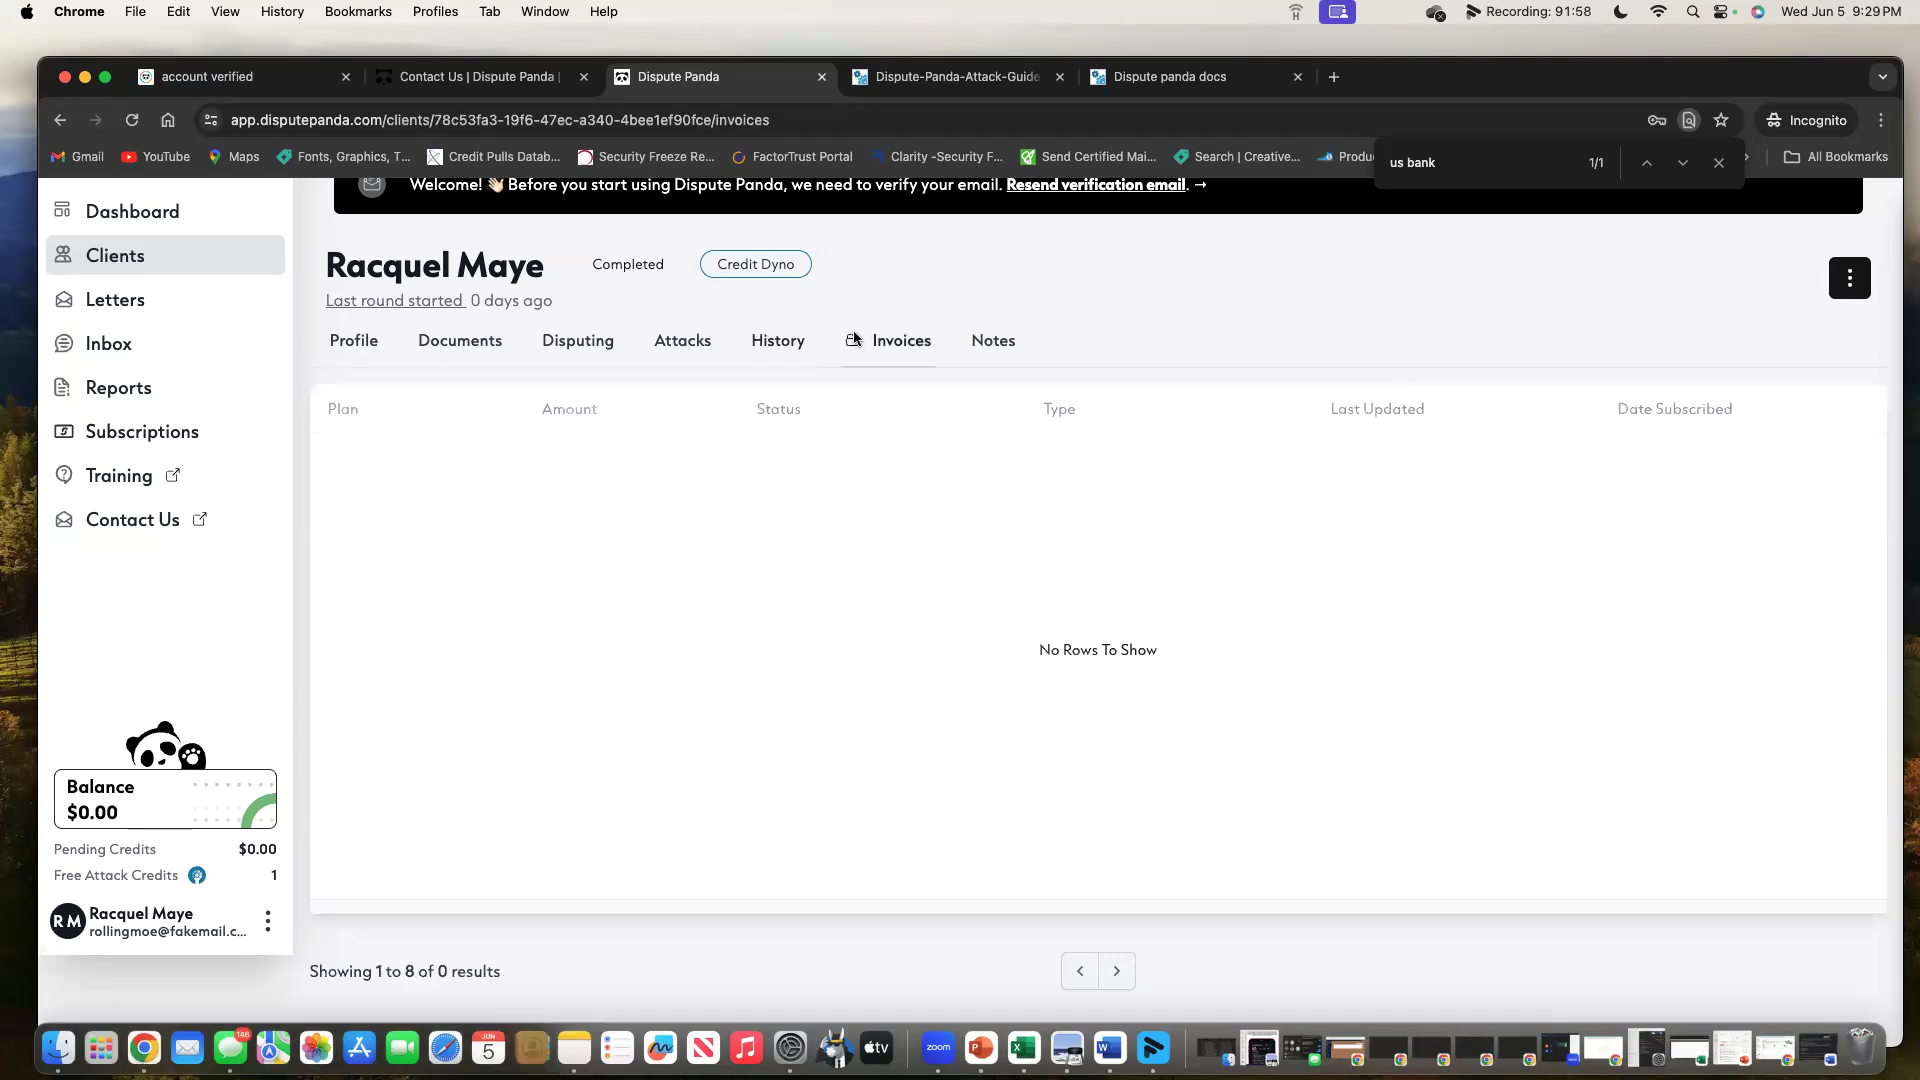 Chrome File Edit View History Bookmarks Profiles Tab Window Help
Recording: 91:58
Wed Jun 5 9:29 PM
account verified
Contact Us | Dispute Panda |
Dispute Panda
Dispute-Panda-Attack-Guide
Dispute panda docs
app.disputepanda.com/clients/78c53fa3-19f6-47ec-a340-4bee1ef90fce/invoices
Incognito
Gmail
YouTube
Maps
Fonts, Graphics, T...
Credit Pulls Datab...
Security Freeze Re...
FactorTrust Portal
Clarity -Security F...
Send Certified Mai...
Search | Creative...
Produ
All Bookmarks
us bank
1/1
Welcome! 👋🏻 Before you start using Dispute Panda, we need to verify your email. Resend verification email. →
Dashboard
Clients
Letters
Inbox
Reports
Subscriptions
Training
Contact Us
Racquel Maye
Completed
Credit Dyno
Last round started 0 days ago
Profile
Documents
Disputing
Attacks
History
Invoices
Notes
Plan
Amount
Status
Type
Last Updated
Date Subscribed
No Rows To Show
Balance
$0.00
Pending Credits $0.00
Free Attack Credits 1
RM
Racquel Maye
rollingmoe@fakemail.c...
Showing 1 to 8 of 0 results
146
JUN
5
tv
zoom